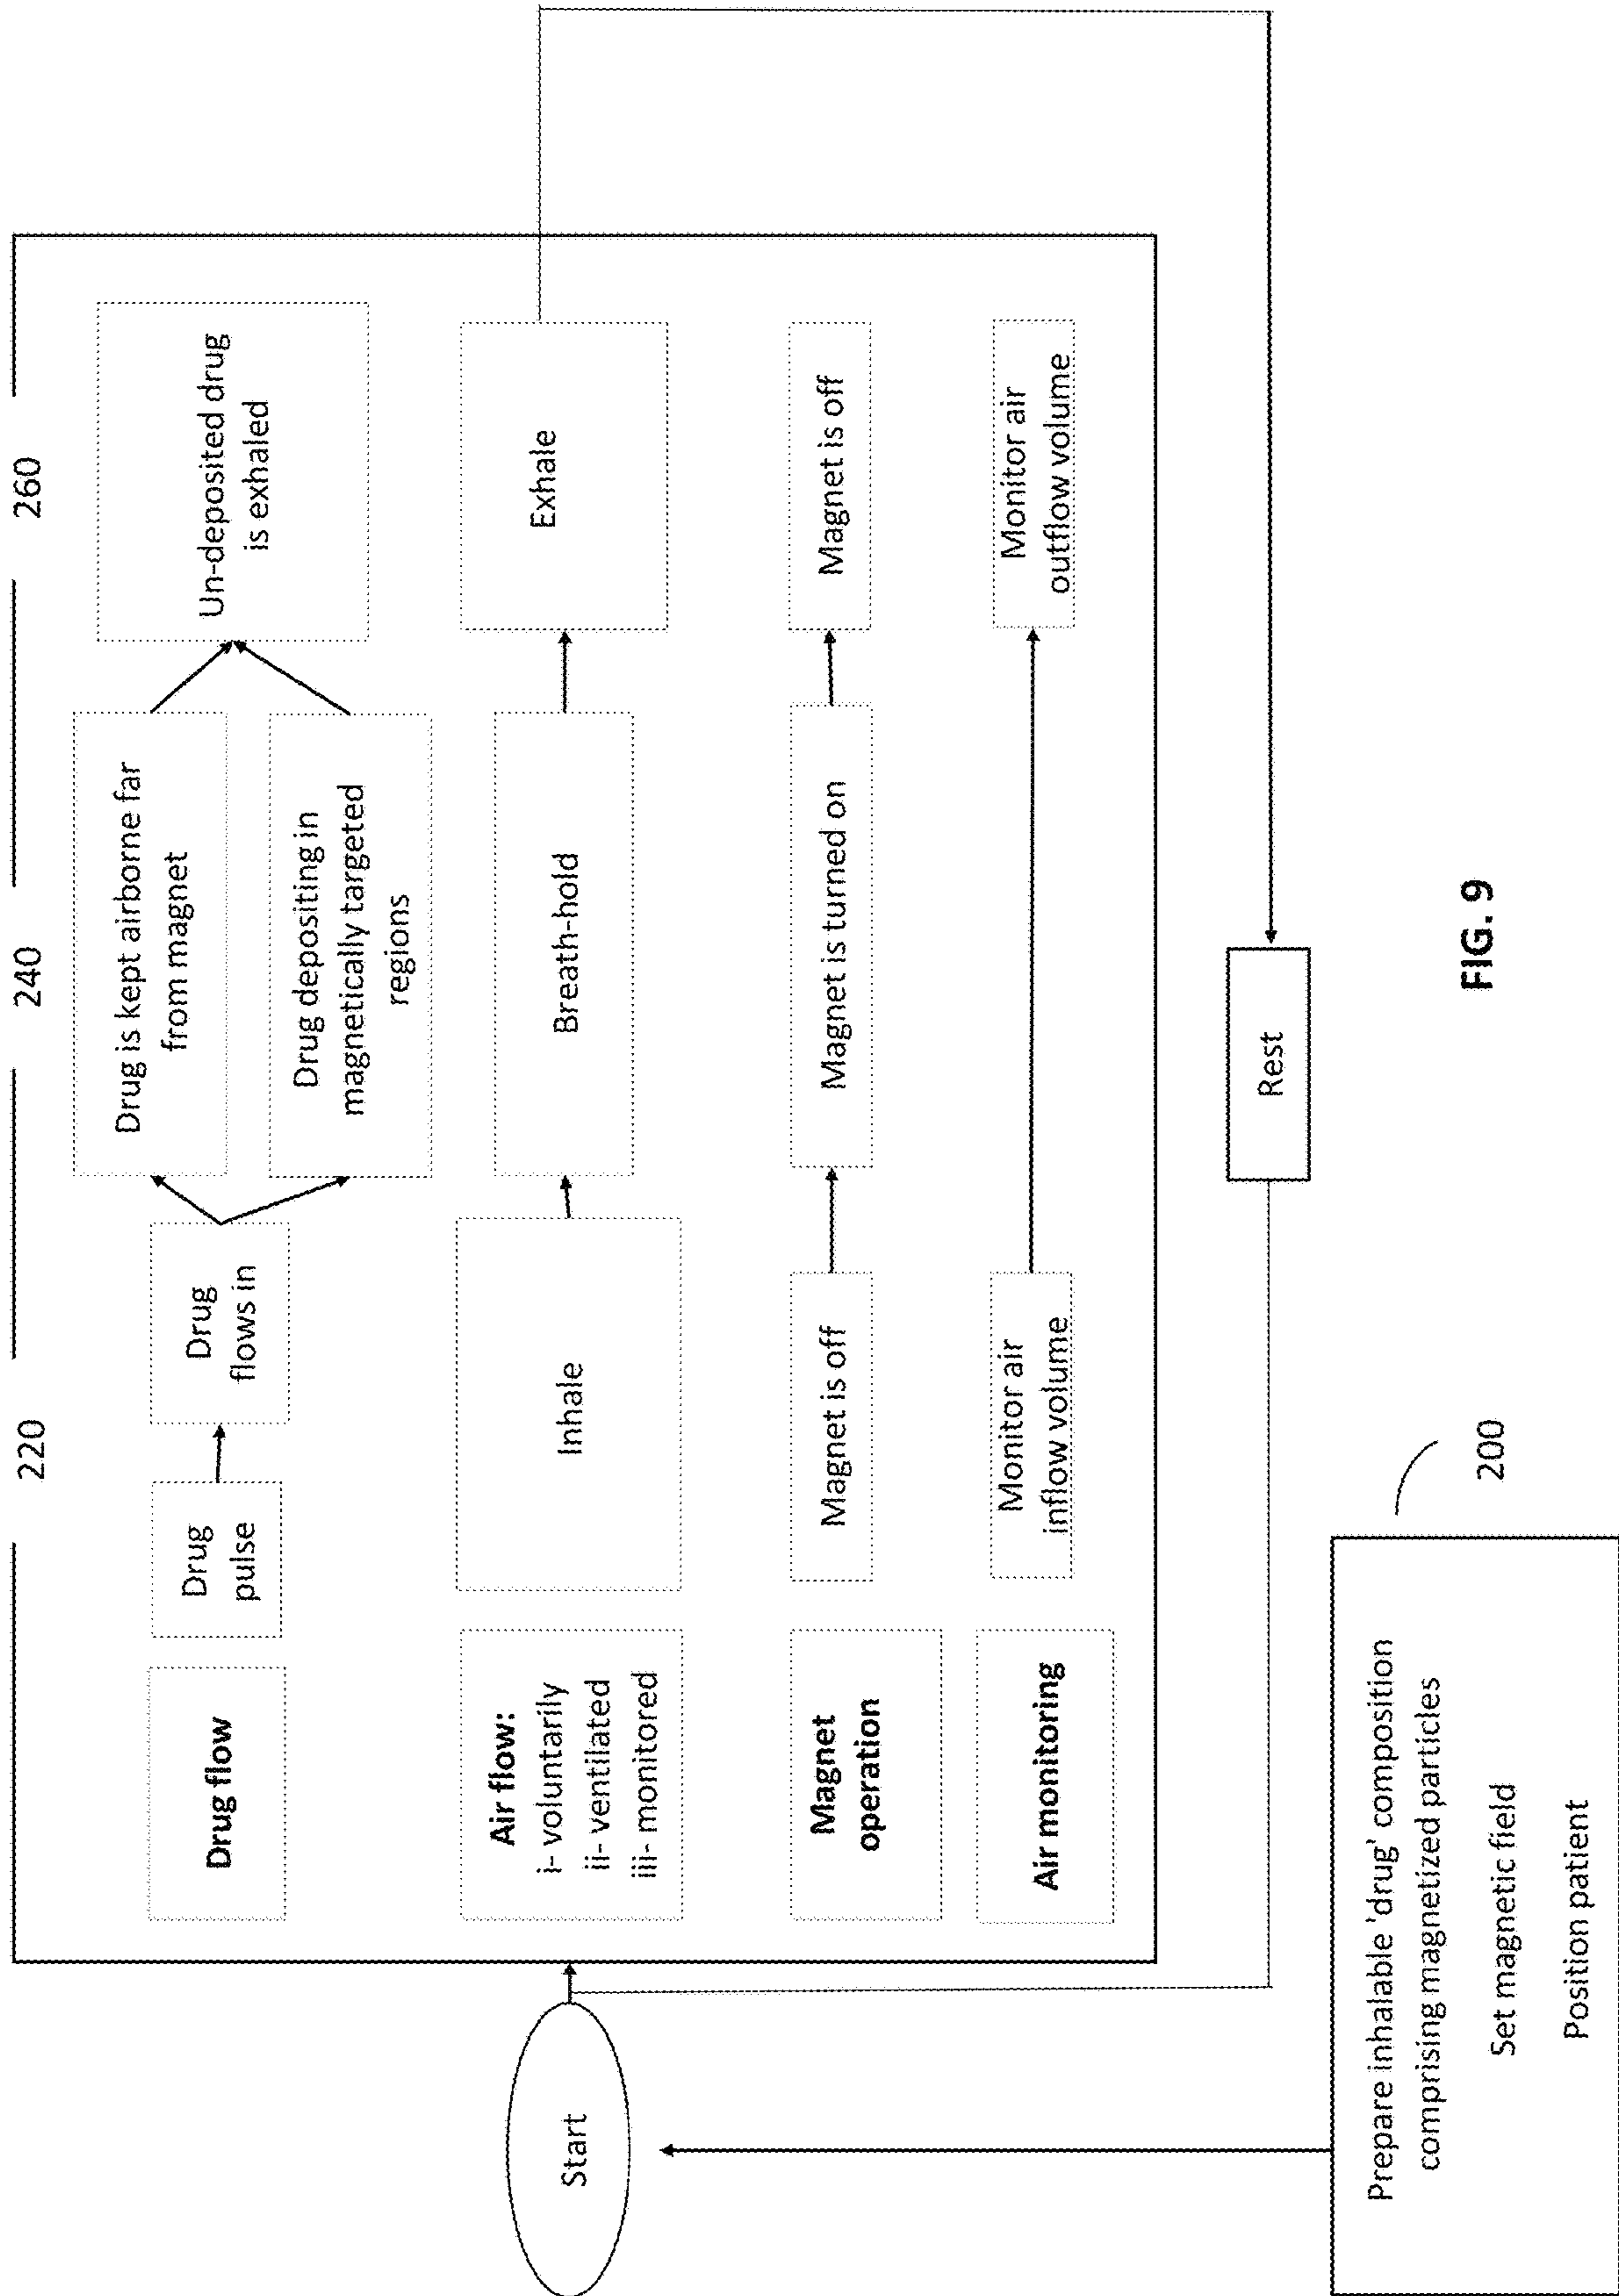 220
240
260
Drug flow
Drug
pulse
Drug
flows in
Drug is kept airborne far
from magnet
Drug depositing in
magnetically targeted
regions
Un-deposited drug
is exhaled
Air flow:
i- voluntarily
ii- ventilated
iii- monitored
Inhale
Breath-hold
Exhale
Magnet
operation
Magnet is off
Magnet is turned on
Magnet is off
Air monitoring
Monitor air
inflow volume
Monitor air
outflow volume
Start
Rest
Prepare inhalable 'drug' composition
comprising magnetized particles
Set magnetic field
Position patient
200
FIG. 9